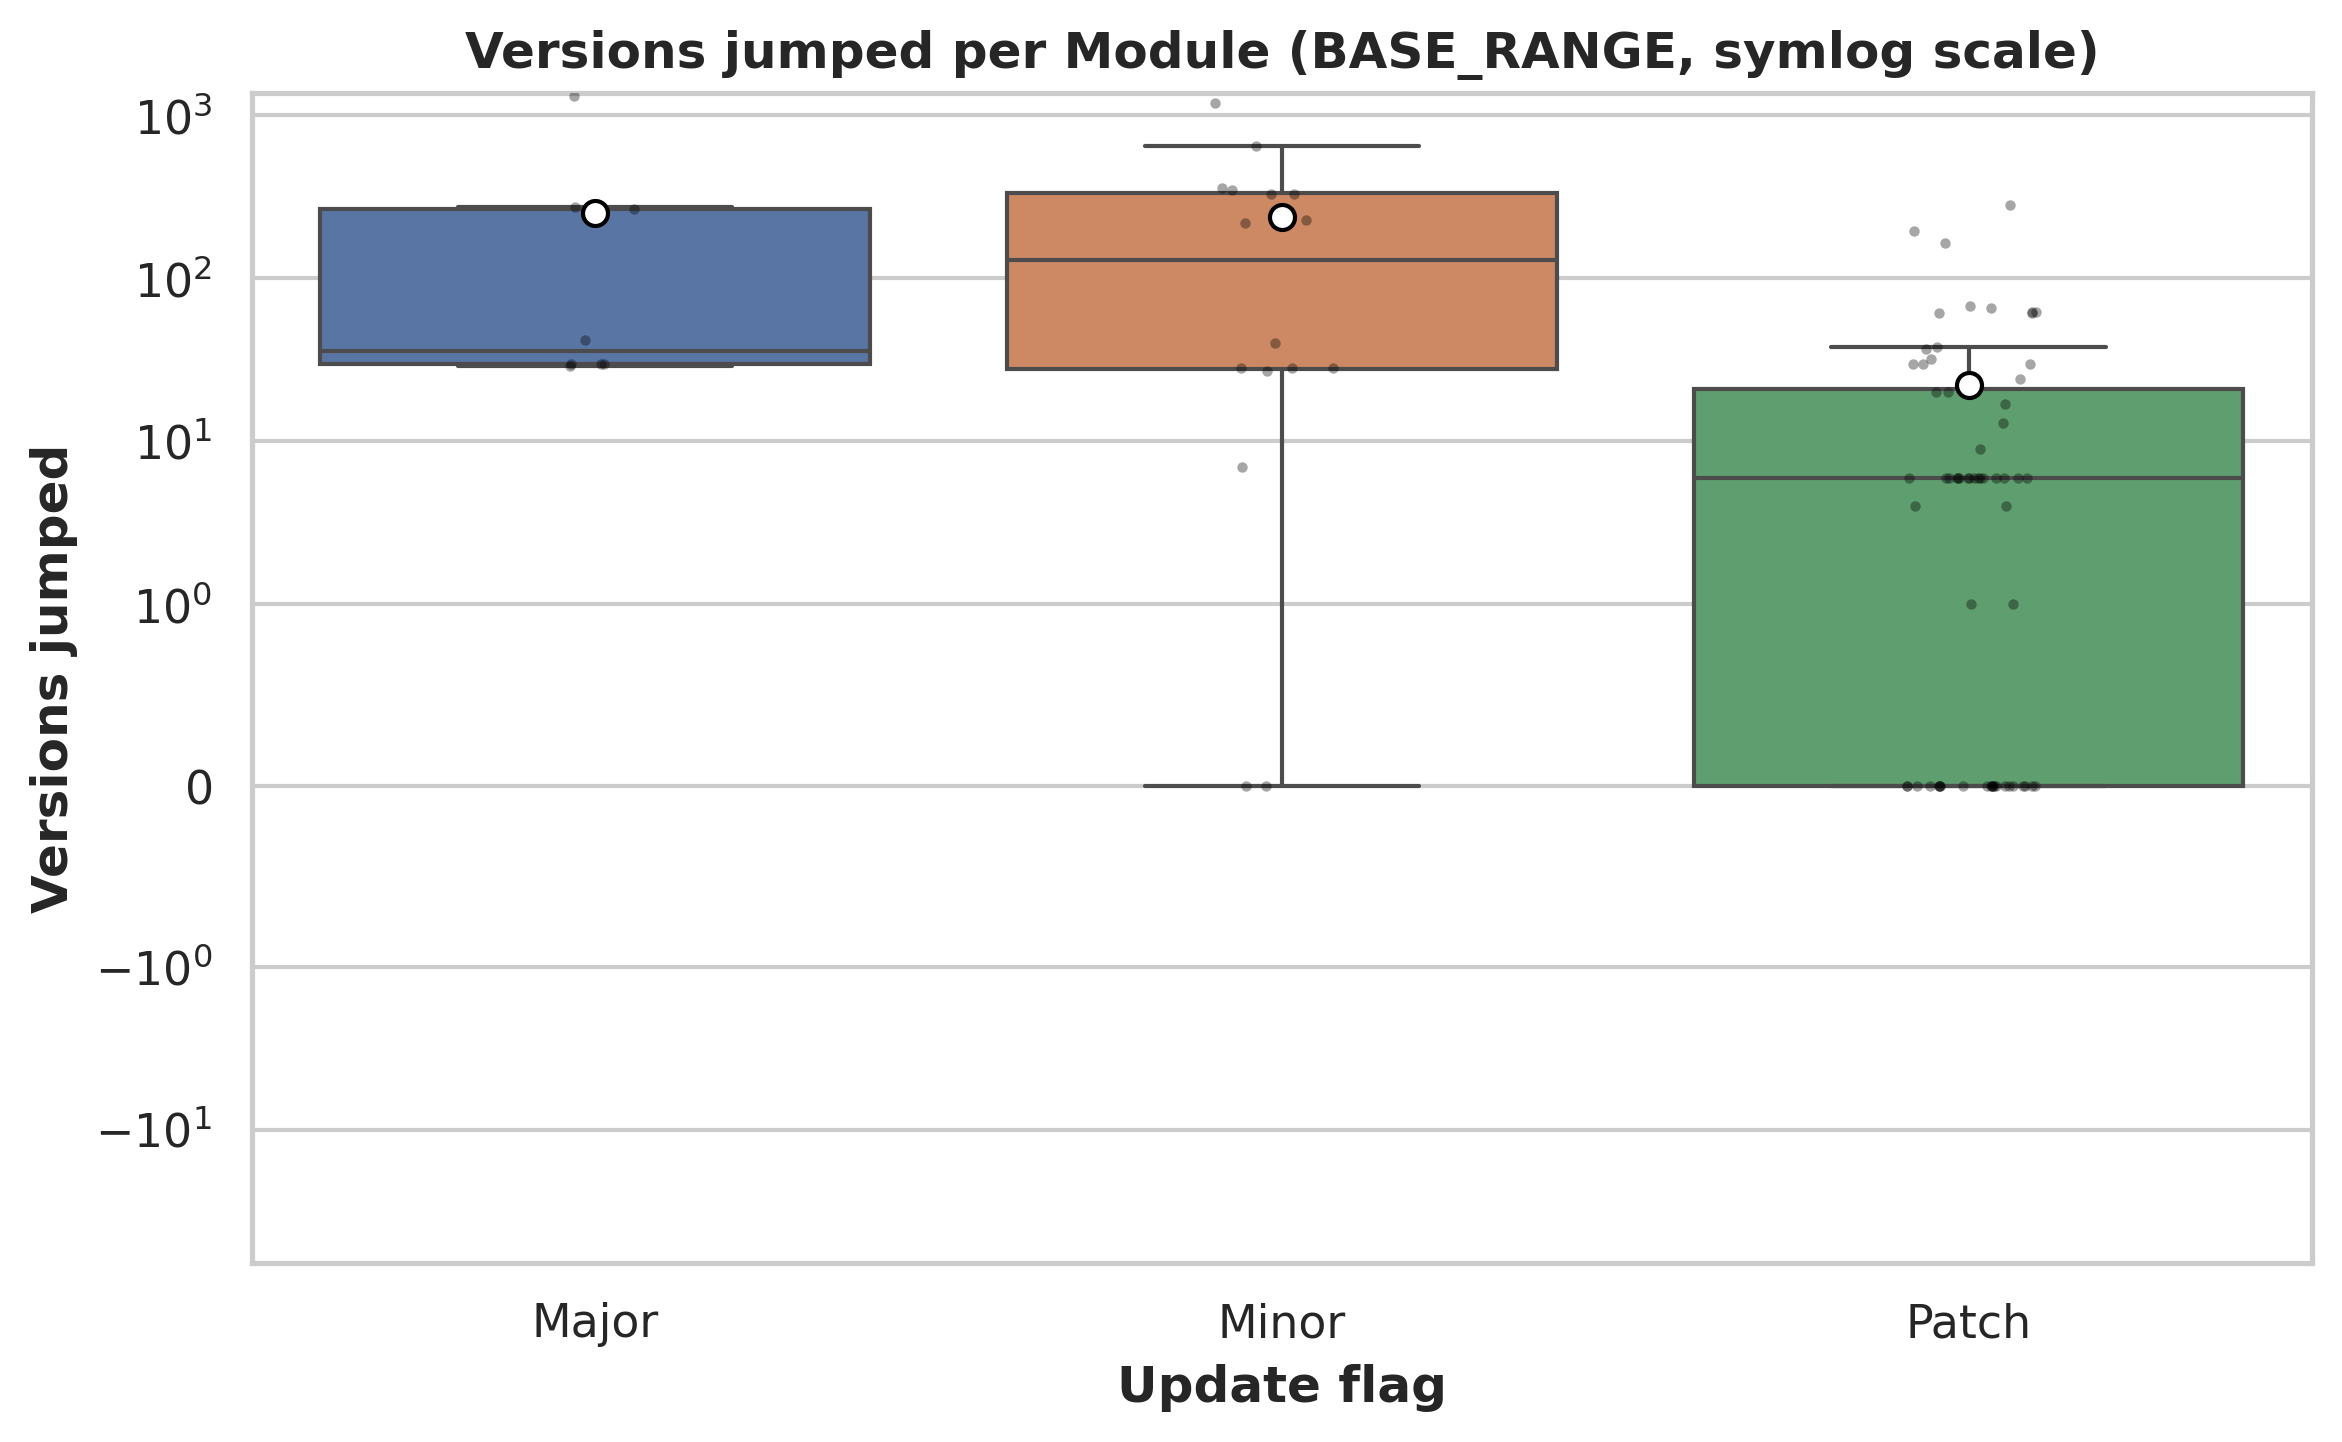 Versions jumped per Module (BASE_RANGE, symlog scale)
Versions jumped
10³
10²
10¹
10⁰
0
−10⁰
−10¹
Major Minor Patch
Update flag